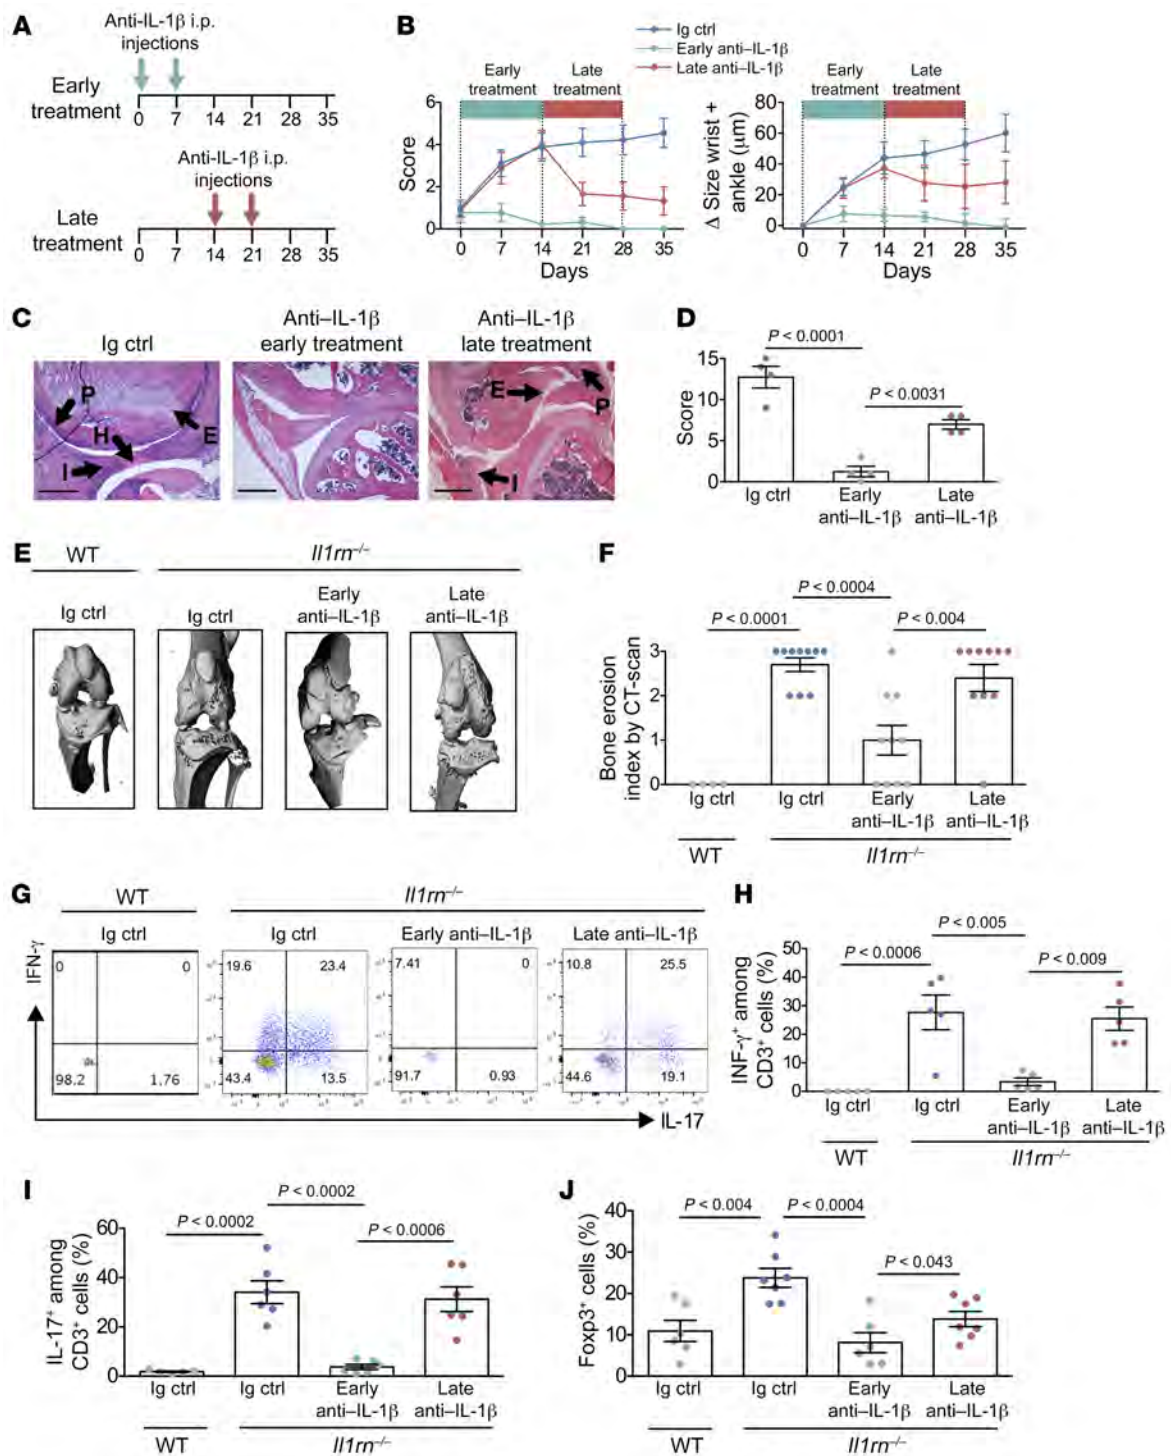 A
Anti-IL-1β i.p.
injections
Early
treatment
0 7 14 21 28 35
Anti-IL-1β i.p.
injections
Late
treatment
0 7 14 21 28 35
B
Ig ctrl
Early anti–IL-1β
Late anti–IL-1β
Early
treatment
Late
treatment
Score
6
4
2
0
0 7 14 21 28 35
Days
Early
treatment
Late
treatment
Δ Size wrist +
ankle (μm)
80
60
40
20
0
0 7 14 21 28 35
Days
C
Ig ctrl
Anti–IL-1β
early treatment
Anti–IL-1β
late treatment
P
H
E
I
E
P
I
D
P < 0.0001
P < 0.0031
Score
15
10
5
0
Ig ctrl
Early
anti–IL-1β
Late
anti–IL-1β
E
WT
Il1rn–/–
Ig ctrl
Ig ctrl
Early
anti–IL-1β
Late
anti–IL-1β
F
P < 0.0004
P < 0.0001
P < 0.004
Bone erosion
index by CT-scan
3
2
1
0
Ig ctrl
Ig ctrl
Early
anti–IL-1β
Late
anti–IL-1β
WT
Il1rn–/–
G
WT
Il1rn–/–
Ig ctrl
Ig ctrl
Early anti–IL-1β
Late anti–IL-1β
IFN-γ
0 0
98.2 1.76
19.6 23.4
43.4 13.5
7.41 0
91.7 0.93
10.8 25.5
44.6 19.1
IL-17
H
P < 0.005
P < 0.0006
P < 0.009
INF-γ+ among
CD3+ cells (%)
50
40
30
20
10
0
Ig ctrl
Ig ctrl
Early
anti–IL-1β
Late
anti–IL-1β
WT
Il1rn–/–
I
P < 0.0002
P < 0.0002
P < 0.0006
IL-17+ among
CD3+ cells (%)
60
40
20
0
Ig ctrl
Ig ctrl
Early
anti–IL-1β
Late
anti–IL-1β
WT
Il1rn–/–
J
P < 0.004
P < 0.0004
P < 0.043
Foxp3+ cells (%)
40
30
20
10
0
Ig ctrl
Ig ctrl
Early
anti–IL-1β
Late
anti–IL-1β
WT
Il1rn–/–